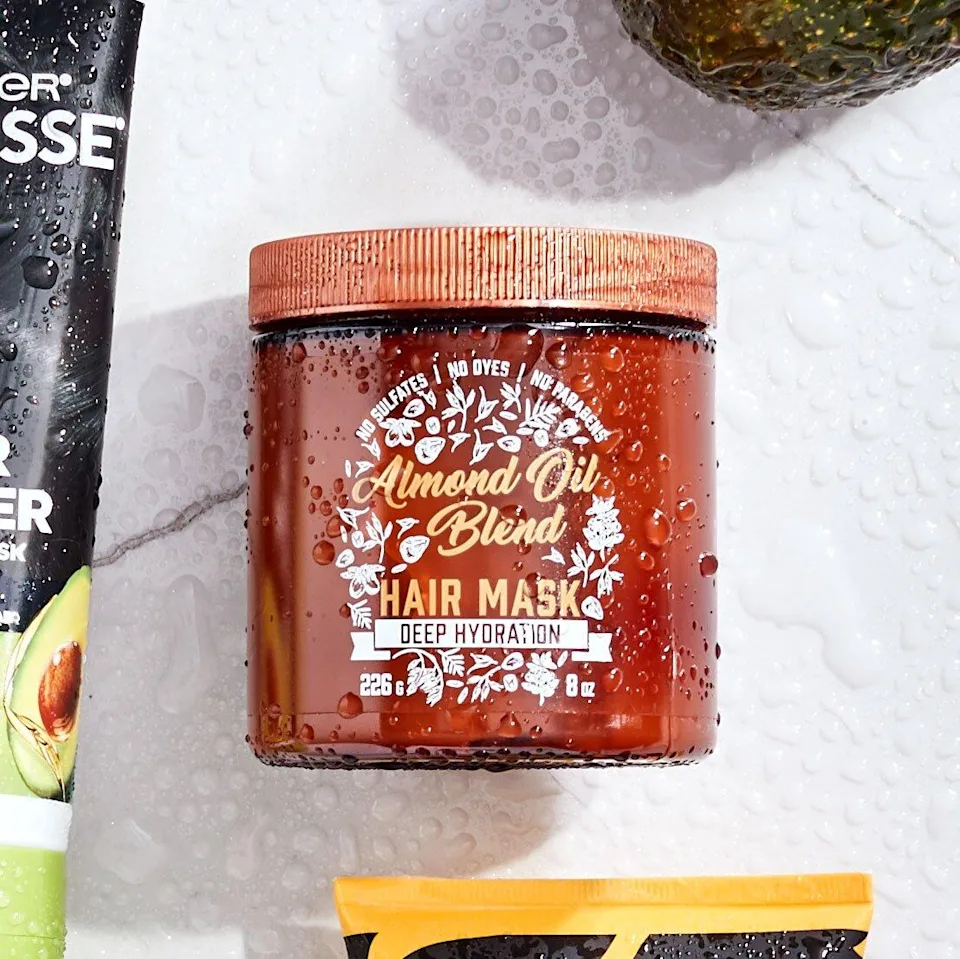 ER
SSE
R
ER
SK
NO SULFATES | NO DYES | NO PARABENS
Almond Oil
Blend
HAIR MASK
DEEP HYDRATION
226 G
8 OZ